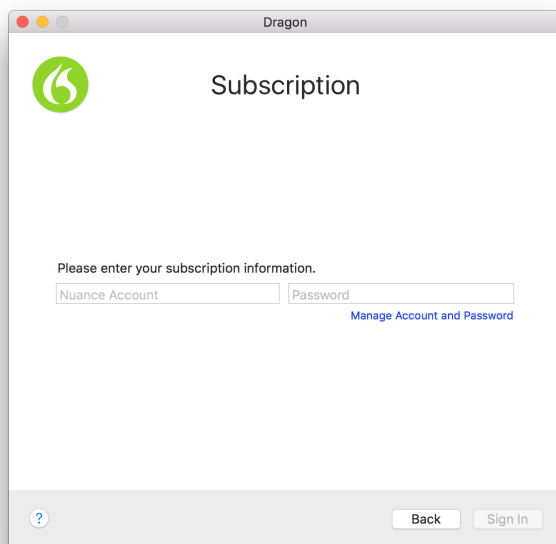 Dragon
Subscription
Please enter your subscription information.
Nuance Account Password
Manage Account and Password
? Back Sign In